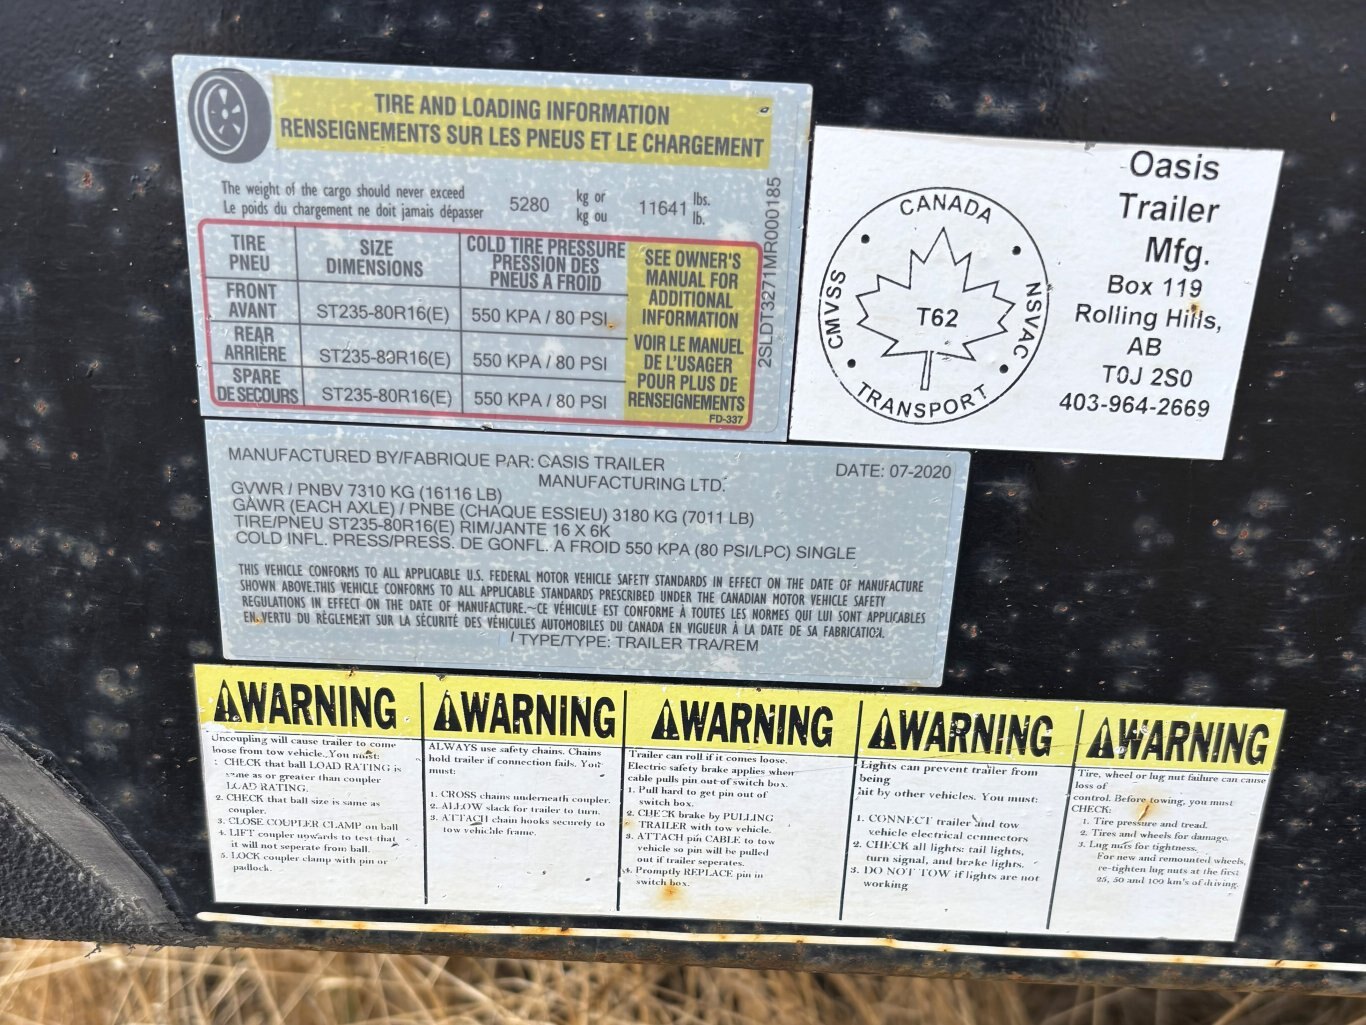 TIRE AND LOADING INFORMATION
RENSEIGNEMENTS SUR LES PNEUS ET LE CHARGEMENT
The weight of the cargo should never exceed
Le poids du chargement ne doit jamais dépasser
5280
kg or
kg ou
11641
lbs.
lb.
TIRE
PNEU
SIZE
DIMENSIONS
COLD TIRE PRESSURE
PRESSION DES
PNEUS A FROID
FRONT
AVANT
ST235-80R16(E)
550 KPA / 80 PSI
REAR
ARRIÈRE
ST235-80R16(E)
550 KPA / 80 PSI
SPARE
DE SECOURS
ST235-80R16(E)
550 KPA / 80 PSI
SEE OWNER'S
MANUAL FOR
ADDITIONAL
INFORMATION
VOIR LE MANUEL
DE L'USAGER
POUR PLUS DE
RENSEIGNEMENTS
FD-337
2SLDT3271MR000185
CANADA
CMVSS
NSVAC
T62
TRANSPORT
Oasis
Trailer
Mfg.
Box 119
Rolling Hills,
AB
T0J 2S0
403-964-2669
MANUFACTURED BY/FABRIQUE PAR: CASIS TRAILER
MANUFACTURING LTD.
DATE: 07-2020
GVWR / PNBV 7310 KG (16116 LB)
GAWR (EACH AXLE) / PNBE (CHAQUE ESSIEU) 3180 KG (7011 LB)
TIRE/PNEU ST235-80R16(E) RIM/JANTE 16 X 6K
COLD INFL. PRESS/PRESS. DE GONFL. A FROID 550 KPA (80 PSI/LPC) SINGLE
THIS VEHICLE CONFORMS TO ALL APPLICABLE U.S. FEDERAL MOTOR VEHICLE SAFETY STANDARDS IN EFFECT ON THE DATE OF MANUFACTURE
SHOWN ABOVE.THIS VEHICLE CONFORMS TO ALL APPLICABLE STANDARDS PRESCRIBED UNDER THE CANADIAN MOTOR VEHICLE SAFETY
REGULATIONS IN EFFECT ON THE DATE OF MANUFACTURE.~CE VÉHICULE EST CONFORME À TOUTES LES NORMES QUI LUI SONT APPLICABLES
EN VERTU DU RÈGLEMENT SUR LA SÉCURITÉ DES VÉHICULES AUTOMOBILES DU CANADA EN VIGUEUR À LA DATE DE SA FABRICATION.
/ TYPE/TYPE: TRAILER TRA/REM
WARNING
Uncoupling will cause trailer to come
loose from tow vehicle. You must:
CHECK that ball LOAD RATING is
same as or greater than coupler
LOAD RATING.
2. CHECK that ball size is same as
coupler.
3. CLOSE COUPLER CLAMP on ball
4. LIFT coupler upwards to test that
it will not seperate from ball.
5. LOCK coupler clamp with pin or
padlock.
WARNING
ALWAYS use safety chains. Chains
hold trailer if connection fails. You
must:
1. CROSS chains underneath coupler.
2. ALLOW slack for trailer to turn.
3. ATTACH chain hooks securely to
tow vehichle frame.
WARNING
Trailer can roll if it comes loose.
Electric safety brake applies when
cable pulls pin out of switch box.
1. Pull hard to get pin out of
switch box.
2. CHECK brake by PULLING
TRAILER with tow vehicle.
3. ATTACH pin CABLE to tow
vehicle so pin will be pulled
out if trailer seperates.
4. Promptly REPLACE pin in
switch box.
WARNING
Lights can prevent trailer from
being
hit by other vehicles. You must:
1. CONNECT trailer and tow
vehicle electrical connectors
2. CHECK all lights: tail lights,
turn signal, and brake lights.
3. DO NOT TOW if lights are not
working
WARNING
Tire, wheel or lug nut failure can cause
loss of
control. Before towing, you must
CHECK:
1. Tire pressure and tread.
2. Tires and wheels for damage.
3. Lug nuts for tightness.
For new and remounted wheels,
re-tighten lug nuts at the first
25, 50 and 100 km's of driving.